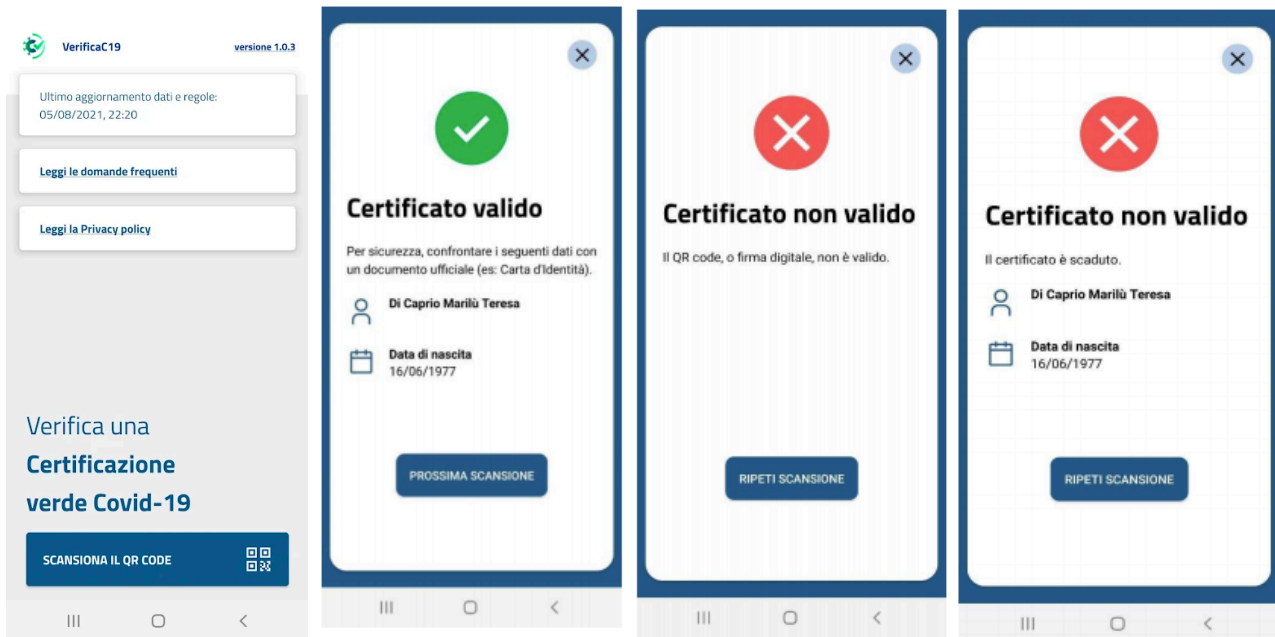 VerificaC19
versione 1.0.3
Ultimo aggiornamento dati e regole:
05/08/2021, 22:20
Leggi le domande frequenti
Leggi la Privacy policy
Verifica una
Certificazione
verde Covid-19
SCANSIONA IL QR CODE
Certificato valido
Per sicurezza, confrontare i seguenti dati con
un documento ufficiale (es: Carta d'Identità).
Di Caprio Marilù Teresa
Data di nascita
16/06/1977
PROSSIMA SCANSIONE
Certificato non valido
Il QR code, o firma digitale, non è valido.
RIPETI SCANSIONE
Certificato non valido
Il certificato è scaduto.
Di Caprio Marilù Teresa
Data di nascita
16/06/1977
RIPETI SCANSIONE